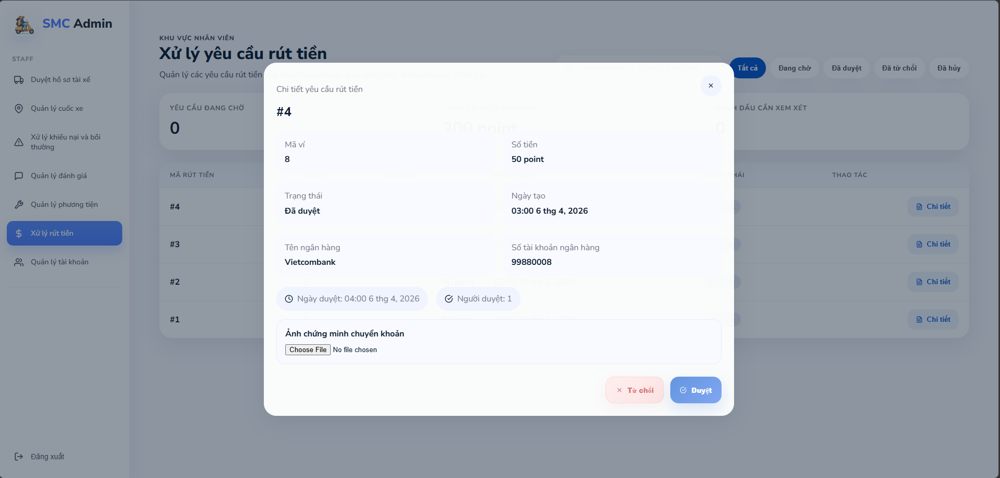 SMC Admin
STAFF
Duyệt hồ sơ tài xế
Quản lý cuốc xe
Xử lý khiếu nại và bồi
thường
Quản lý đánh giá
Quản lý phương tiện
Xử lý rút tiền
Quản lý tài khoản
Đăng xuất
KHU VỰC NHÂN VIÊN
Xử lý yêu cầu rút tiền
Quản lý các yêu cầu rút tiền
Tất cả
Đang chờ
Đã duyệt
Đã từ chối
Đã hủy
YÊU CẦU ĐANG CHỜ
0
200 point
DẤU CẦN XEM XÉT
0
MÃ RÚT TIỀN
THAO TÁC
#4
Chi tiết
#3
Chi tiết
#2
50 point
Chi tiết
#1
Chi tiết
Chi tiết yêu cầu rút tiền
×
#4
Mã ví
8
Số tiền
50 point
Trạng thái
Đã duyệt
Ngày tạo
03:00 6 thg 4, 2026
Tên ngân hàng
Vietcombank
Số tài khoản ngân hàng
99880008
Ngày duyệt: 04:00 6 thg 4, 2026
Người duyệt: 1
Ảnh chứng minh chuyển khoản
Choose File No file chosen
Từ chối
Duyệt